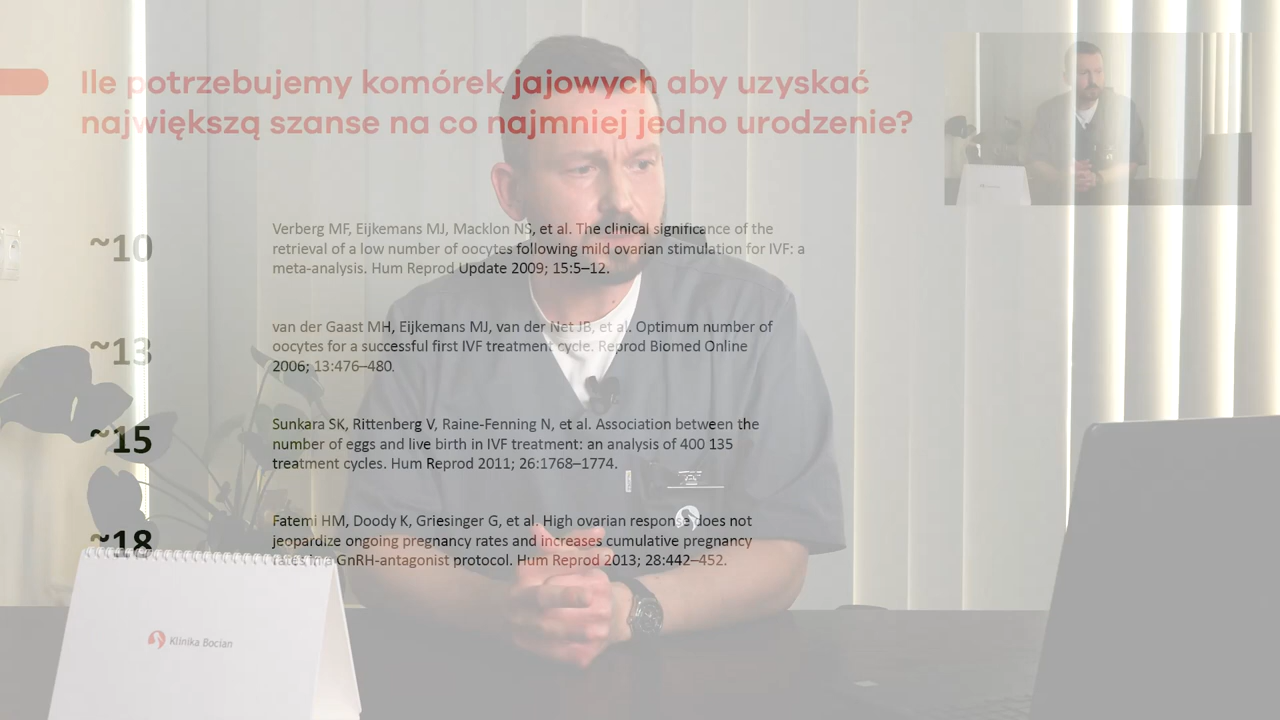 Ile potrzebujemy komórek jajowych aby uzyskać
największą szanse na co najmniej jedno urodzenie?
~10
Verberg MF, Eijkemans MJ, Macklon NS, et al. The clinical significance of the
retrieval of a low number of oocytes following mild ovarian stimulation for IVF: a
meta-analysis. Hum Reprod Update 2009; 15:5–12.
~13
van der Gaast MH, Eijkemans MJ, van der Net JB, et al. Optimum number of
oocytes for a successful first IVF treatment cycle. Reprod Biomed Online
2006; 13:476–480.
~15
Sunkara SK, Rittenberg V, Raine-Fenning N, et al. Association between the
number of eggs and live birth in IVF treatment: an analysis of 400 135
treatment cycles. Hum Reprod 2011; 26:1768–1774.
~18
Fatemi HM, Doody K, Griesinger G, et al. High ovarian response does not
jeopardize ongoing pregnancy rates and increases cumulative pregnancy
rates in a GnRH-antagonist protocol. Hum Reprod 2013; 28:442–452.
Klinika Bocian